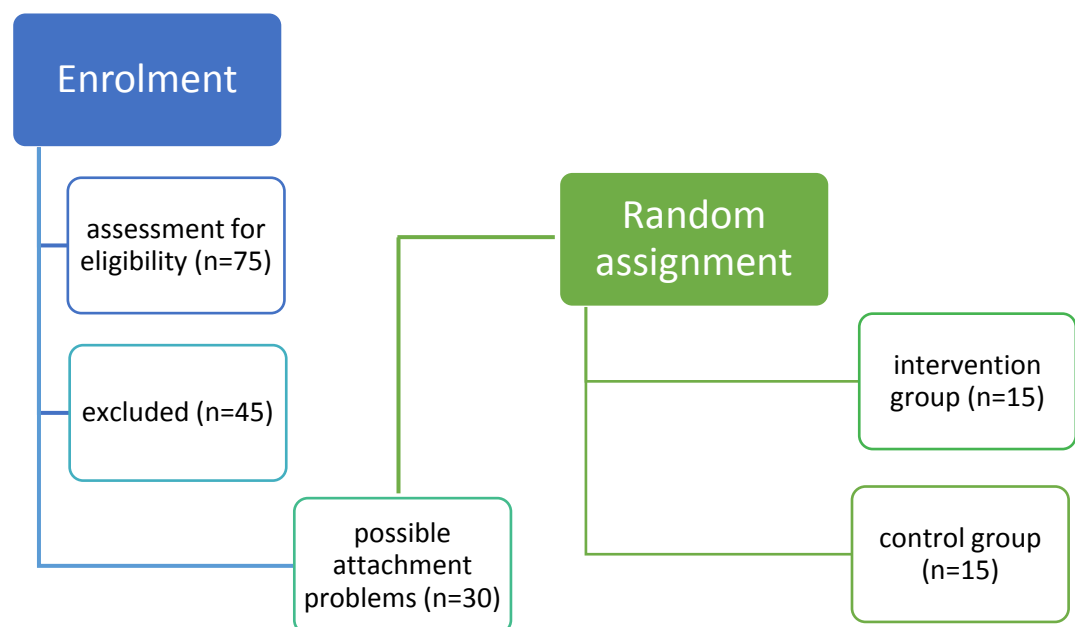 Enrolment
assessment for
eligibility (n=75)
excluded (n=45)
possible
attachment
problems (n=30)
Random
assignment
intervention
group (n=15)
control group
(n=15)